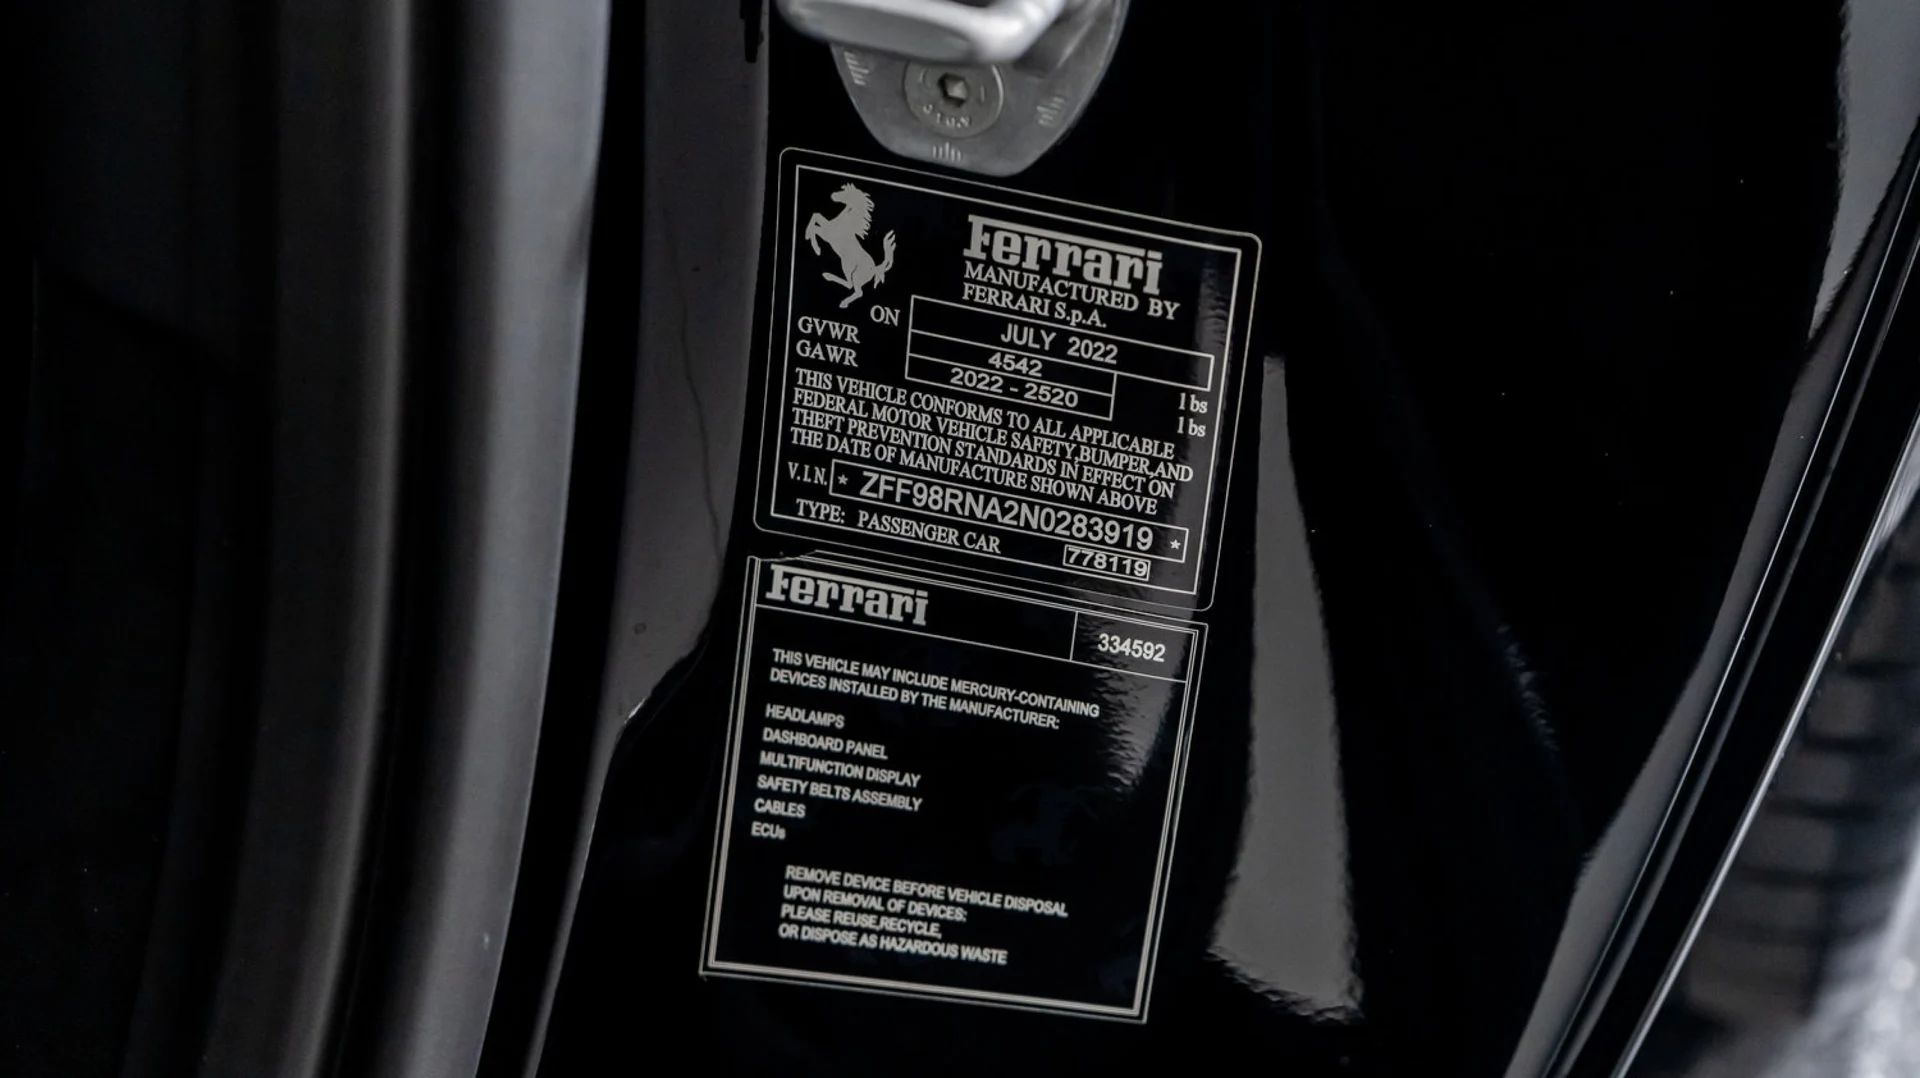 Ferrari
MANUFACTURED BY
FERRARI S.p.A.
ON JULY 2022
GVWR 4542 lbs
GAWR 2022 - 2520 lbs
THIS VEHICLE CONFORMS TO ALL APPLICABLE
FEDERAL MOTOR VEHICLE SAFETY,BUMPER,AND
THEFT PREVENTION STANDARDS IN EFFECT ON
THE DATE OF MANUFACTURE SHOWN ABOVE
V.I.N. * ZFF98RNA2N0283919 *
TYPE: PASSENGER CAR 778119
Ferrari 334592
THIS VEHICLE MAY INCLUDE MERCURY-CONTAINING
DEVICES INSTALLED BY THE MANUFACTURER:
HEADLAMPS
DASHBOARD PANEL
MULTIFUNCTION DISPLAY
SAFETY BELTS ASSEMBLY
CABLES
ECUs
REMOVE DEVICE BEFORE VEHICLE DISPOSAL
UPON REMOVAL OF DEVICES:
PLEASE REUSE,RECYCLE,
OR DISPOSE AS HAZARDOUS WASTE